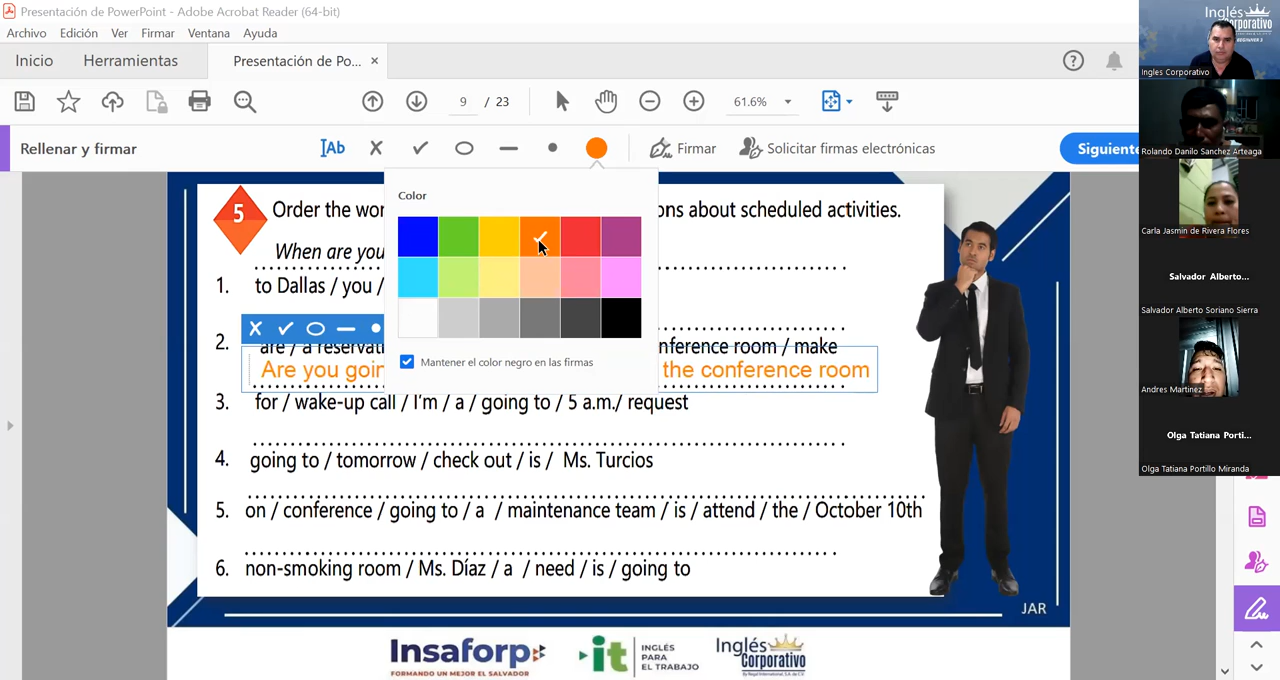 Presentación de PowerPoint - Adobe Acrobat Reader (64-bit)
Archivo Edición Ver Firmar Ventana Ayuda
Inicio Herramientas Presentación de Po... ×
9 / 23 61.6%
Rellenar y firmar Ab Firmar Solicitar firmas electrónicas Siguiente
Color
Mantener el color negro en las firmas
5 Order the wor ons about scheduled activities.
When are you
1. to Dallas / you /
2. are / a reservati nference room / make
Are you goin the conference room
3. for / wake-up call / I'm / a / going to / 5 a.m./ request
4. going to / tomorrow / check out / is / Ms. Turcios
5. on / conference / going to / a / maintenance team / is / attend / the / October 10th
6. non-smoking room / Ms. Díaz / a / need / is / going to
JAR
Insaforp
FORMANDO UN MEJOR EL SALVADOR
it INGLÉS PARA EL TRABAJO
Inglés Corporativo
Inglés Corporativo
BEGINNER 3
Ingles Corporativo
Rolando Danilo Sanchez Arteaga
Carla Jasmin de Rivera Flores
Salvador Alberto...
Salvador Alberto Soriano Sierra
Andres Martinez
Olga Tatiana Porti...
Olga Tatiana Portillo Miranda